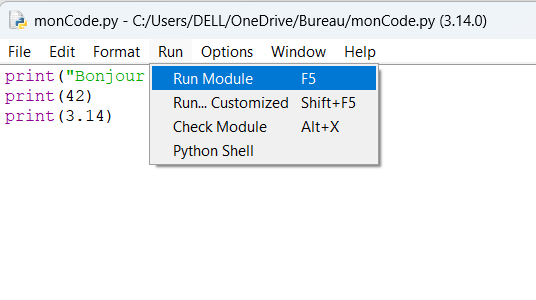 monCode.py - C:/Users/DELL/OneDrive/Bureau/monCode.py (3.14.0)
File Edit Format Run Options Window Help
print("Bonjour
print(42)
print(3.14)
Run Module F5
Run... Customized Shift+F5
Check Module Alt+X
Python Shell